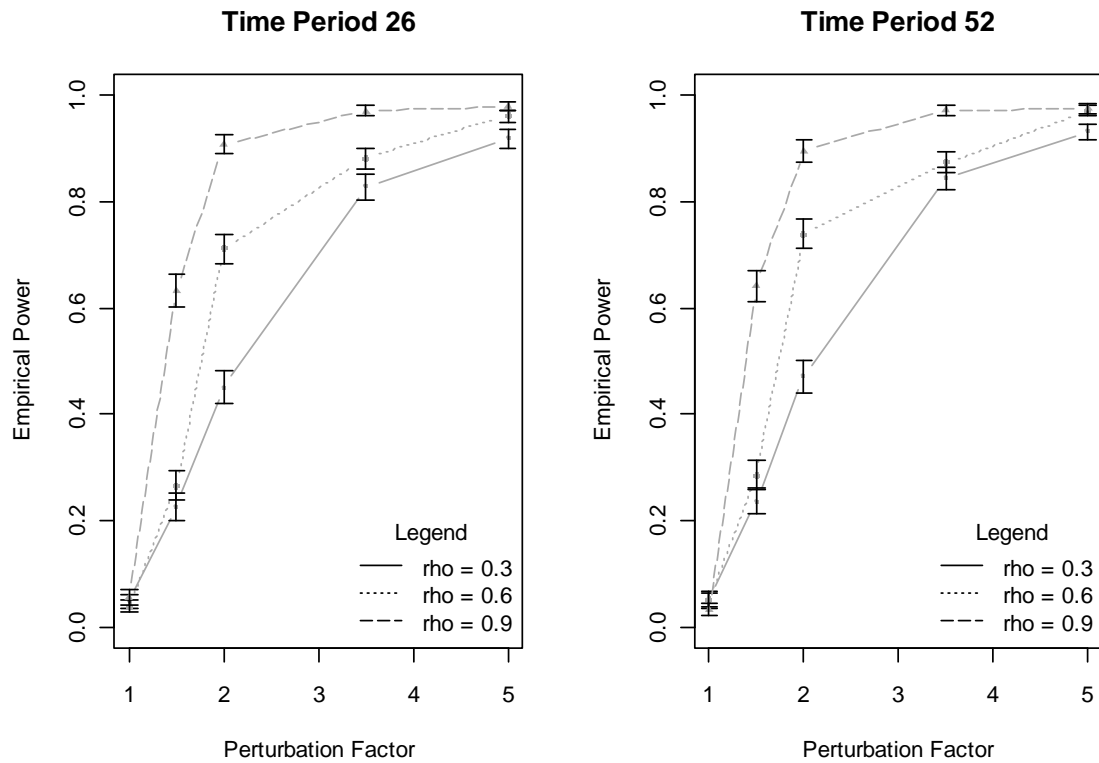 Time Period 26
Empirical Power
1.0
0.8
0.6
0.4
0.2
0.0
Legend
rho = 0.3
rho = 0.6
rho = 0.9
1 2 3 4 5
Perturbation Factor
Time Period 52
Empirical Power
1.0
0.8
0.6
0.4
0.2
0.0
Legend
rho = 0.3
rho = 0.6
rho = 0.9
1 2 3 4 5
Perturbation Factor